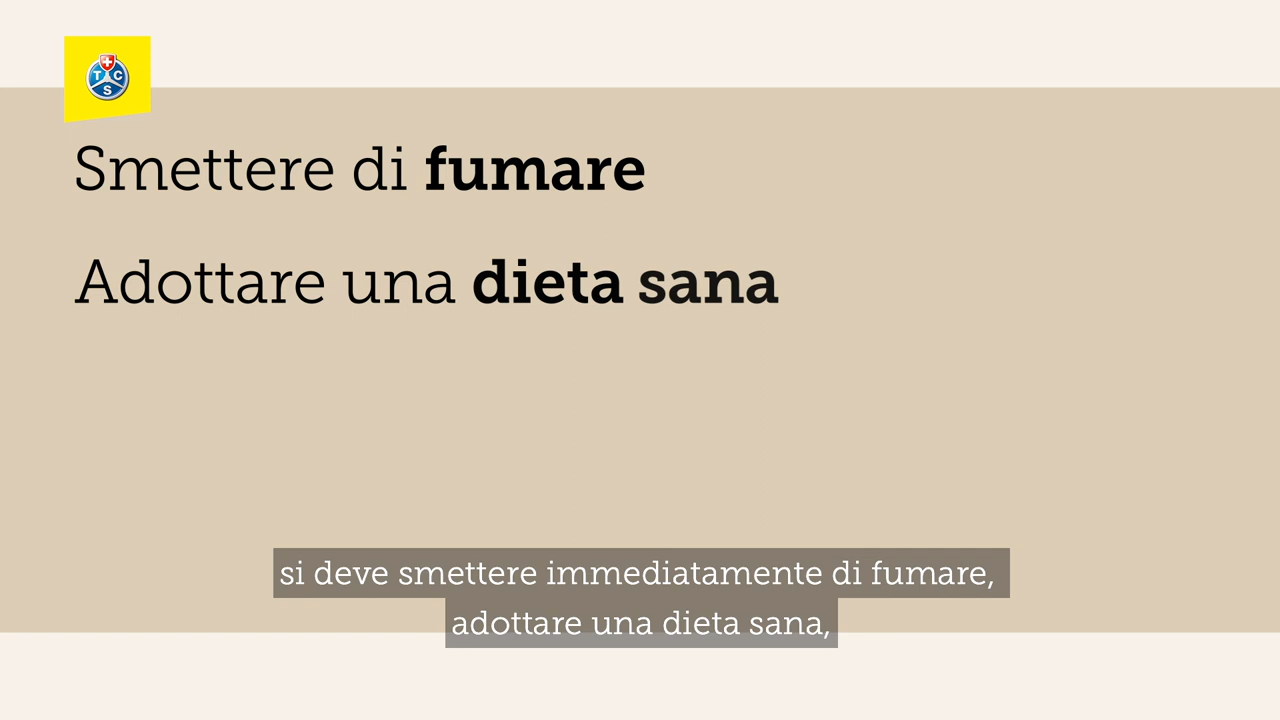 TCS
Smettere di fumare
Adottare una dieta sana
si deve smettere immediatamente di fumare,
adottare una dieta sana,